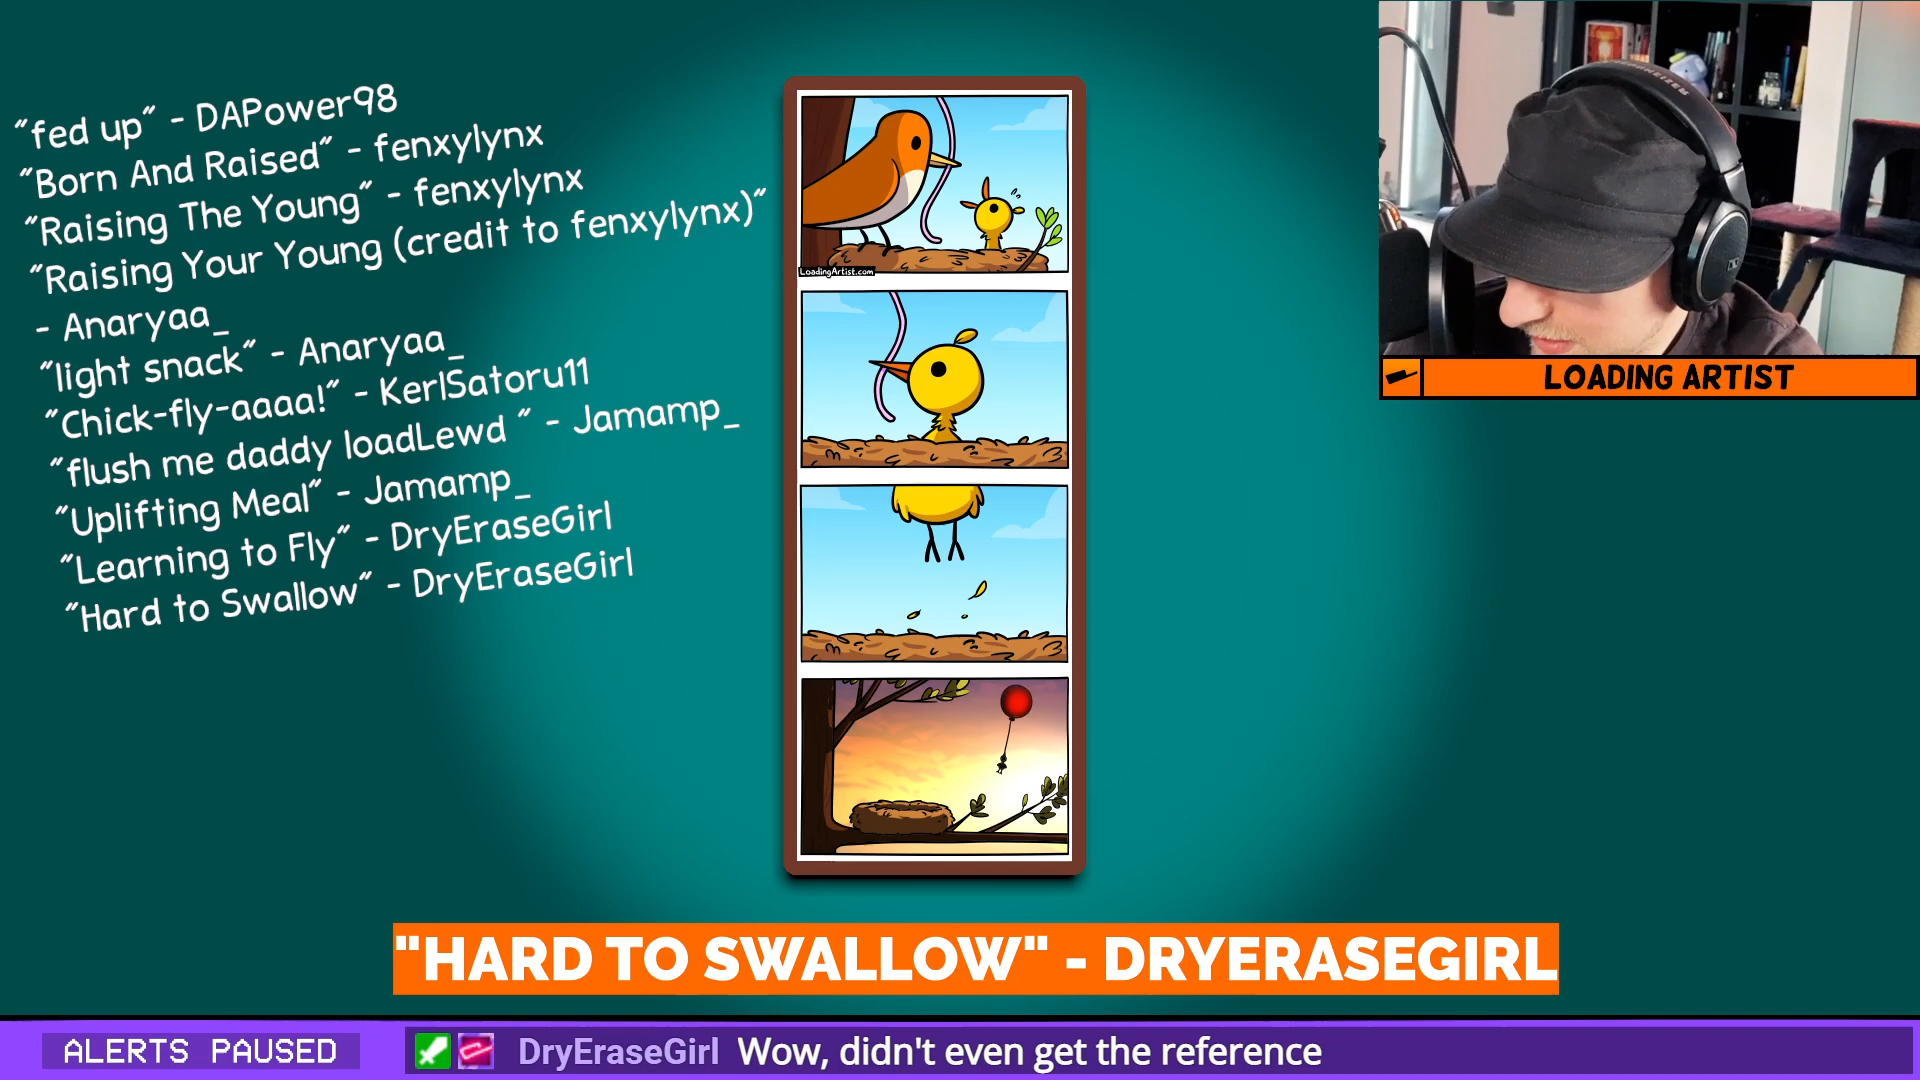 "fed up" - DAPower98
"Born And Raised" - fenxylynx
"Raising The Young" - fenxylynx
"Raising Your Young (credit to fenxylynx)"
- Anaryaa_
"light snack" - Anaryaa_
"Chick-fly-aaaa!" - KerlSatoru11
"flush me daddy loadLewd " - Jamamp_
"Uplifting Meal" - Jamamp_
"Learning to Fly" - DryEraseGirl
"Hard to Swallow" - DryEraseGirl
LoadingArtist.com
SENNHEISER
LOADING ARTIST
"HARD TO SWALLOW" - DRYERASEGIRL
ALERTS PAUSED
DryEraseGirl Wow, didn't even get the reference